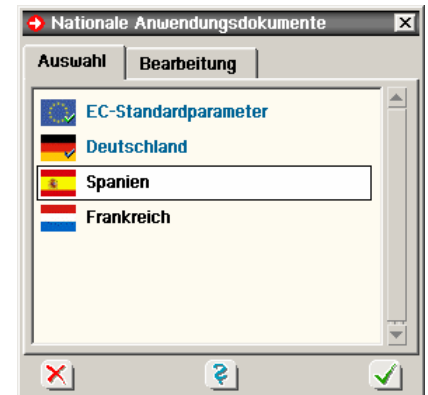 Nationale Anwendungsdokumente
Auswahl Bearbeitung
EC-Standardparameter
Deutschland
Spanien
Frankreich